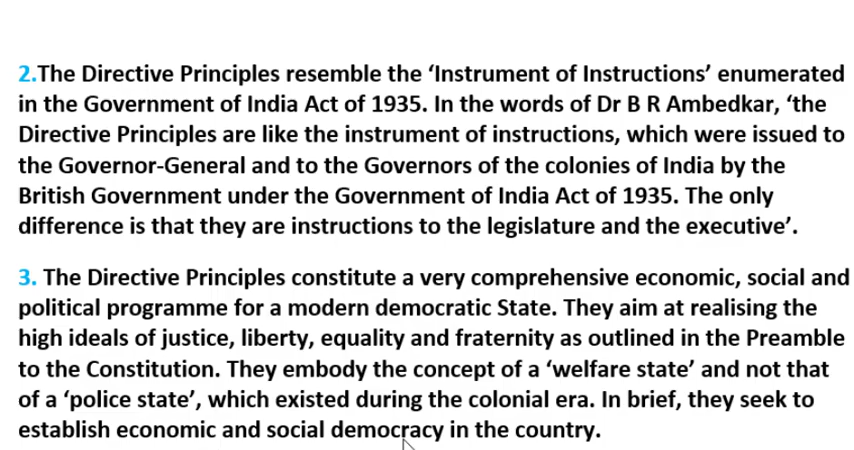 2.The Directive Principles resemble the ‘Instrument of Instructions’ enumerated
in the Government of India Act of 1935. In the words of Dr B R Ambedkar, ‘the
Directive Principles are like the instrument of instructions, which were issued to
the Governor-General and to the Governors of the colonies of India by the
British Government under the Government of India Act of 1935. The only
difference is that they are instructions to the legislature and the executive’.
3. The Directive Principles constitute a very comprehensive economic, social and
political programme for a modern democratic State. They aim at realising the
high ideals of justice, liberty, equality and fraternity as outlined in the Preamble
to the Constitution. They embody the concept of a ‘welfare state’ and not that
of a ‘police state’, which existed during the colonial era. In brief, they seek to
establish economic and social democracy in the country.